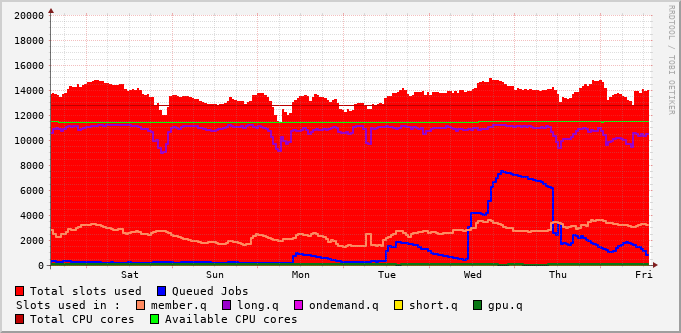 20000
18000
16000
14000
12000
10000
8000
6000
4000
2000
0
Sat Sun Mon Tue Wed Thu Fri
RRDTOOL / TOBI OETIKER
Total slots used Queued Jobs
Slots used in : member.q long.q ondemand.q short.q gpu.q
Total CPU cores Available CPU cores